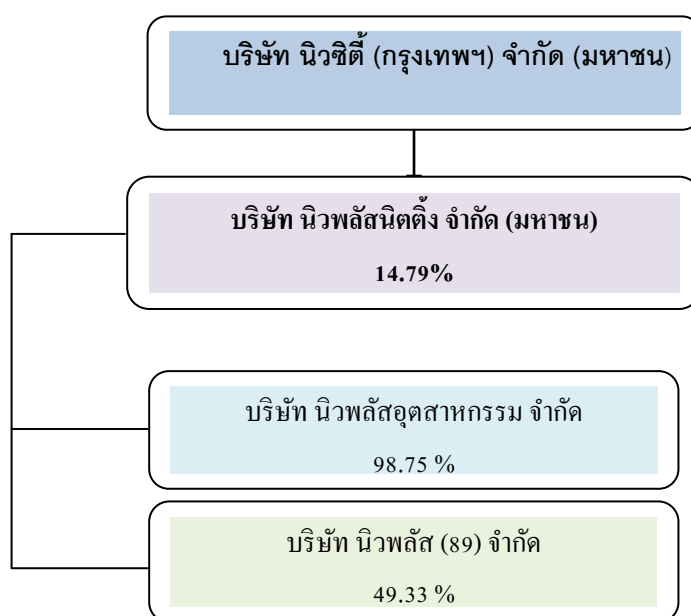 บริษัท นิวซิตี้ (กรุงเทพฯ) จำกัด (มหาชน)
บริษัท นิวพลัสนิตติ้ง จำกัด (มหาชน)
14.79%
บริษัท นิวพลัสอุตสาหกรรม จำกัด
98.75 %
บริษัท นิวพลัส (89) จำกัด
49.33 %